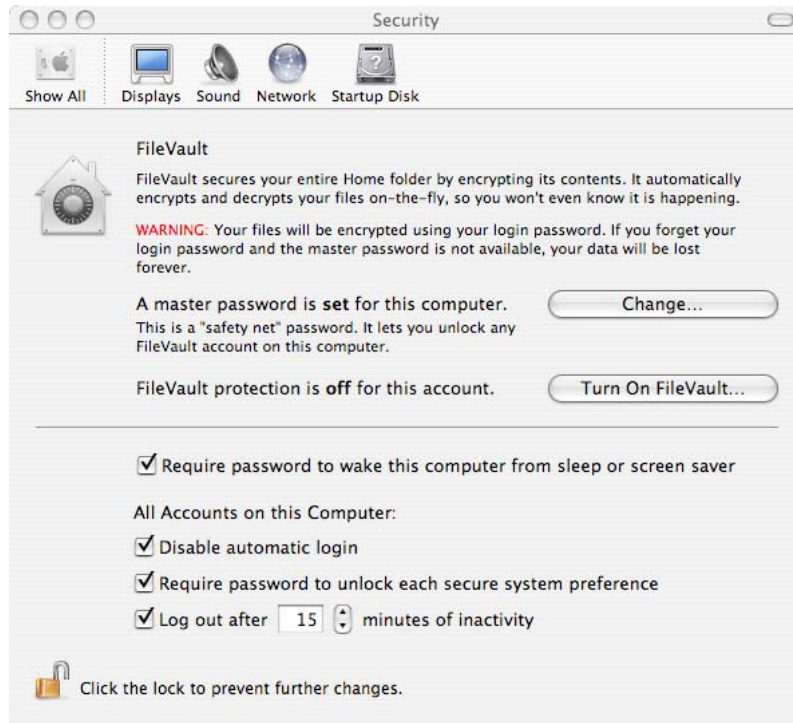 Security
Show All
Displays
Sound
Network
Startup Disk
FileVault
FileVault secures your entire Home folder by encrypting its contents. It automatically
encrypts and decrypts your files on-the-fly, so you won't even know it is happening.
WARNING: Your files will be encrypted using your login password. If you forget your
login password and the master password is not available, your data will be lost
forever.
A master password is set for this computer.
Change...
This is a "safety net" password. It lets you unlock any
FileVault account on this computer.
FileVault protection is off for this account.
Turn On FileVault...
Require password to wake this computer from sleep or screen saver
All Accounts on this Computer:
Disable automatic login
Require password to unlock each secure system preference
Log out after 15 minutes of inactivity
Click the lock to prevent further changes.